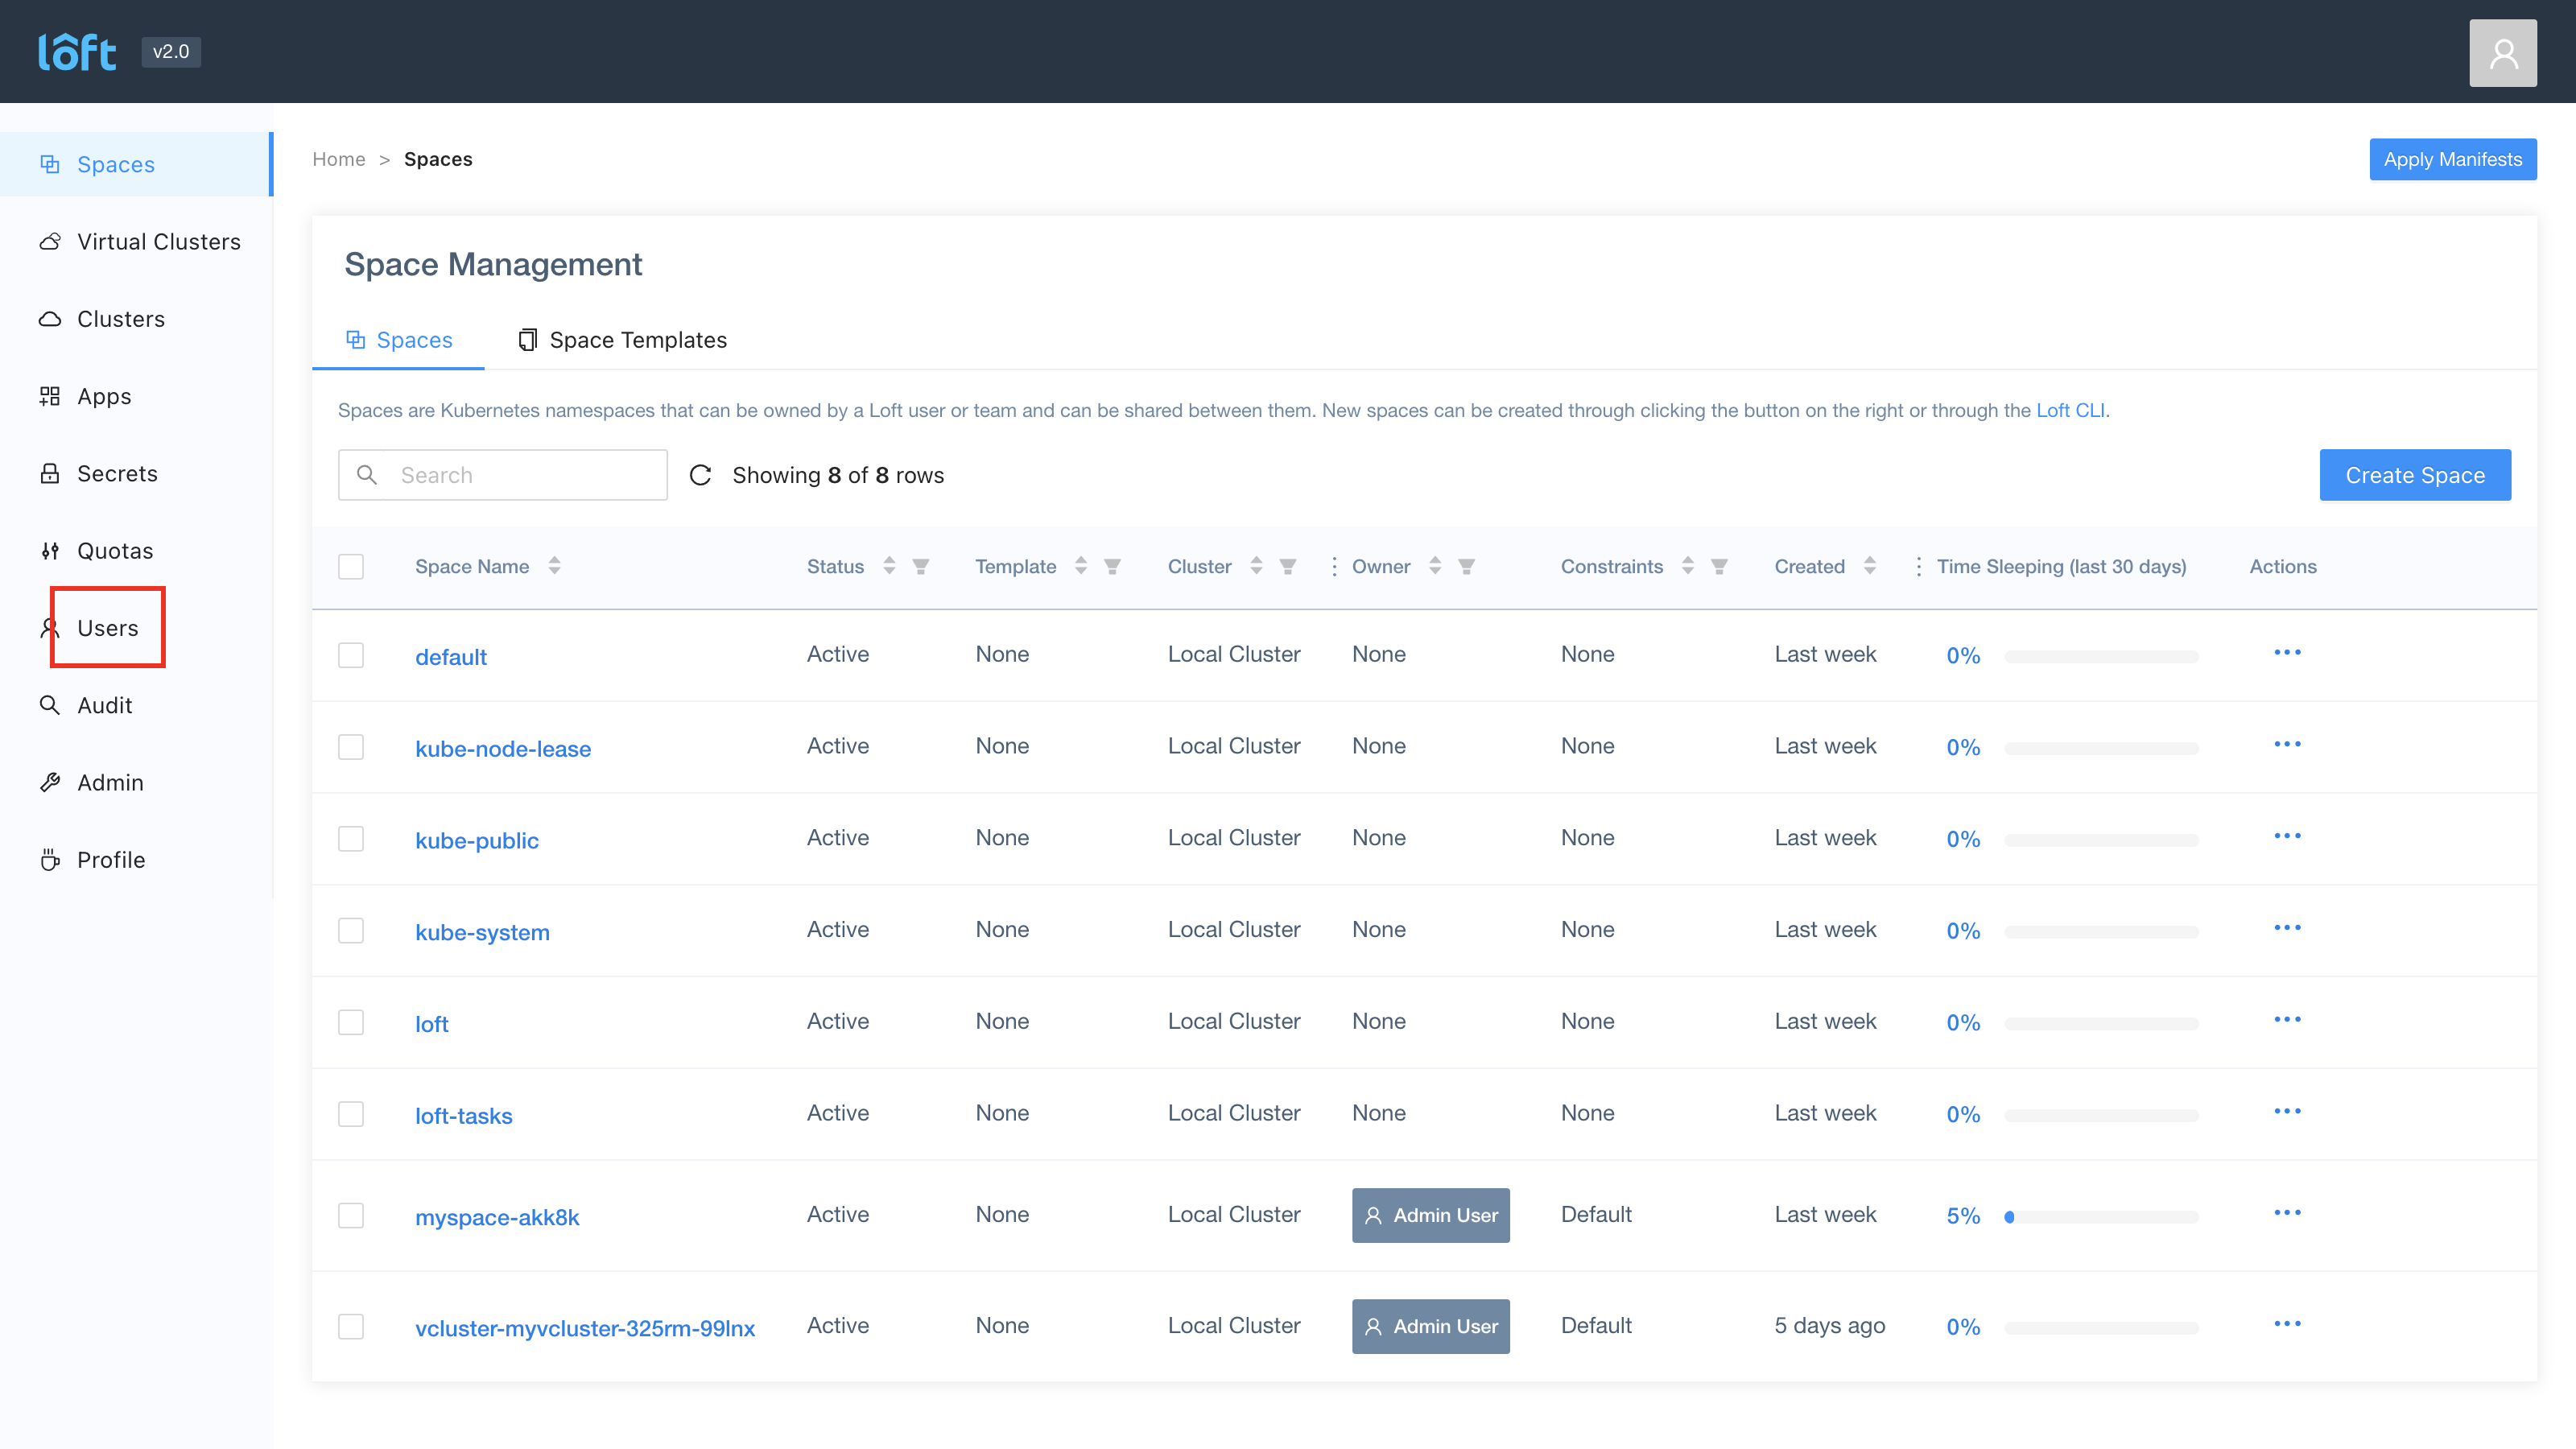 lôft v2.0
Spaces
Virtual Clusters
Clusters
Apps
Secrets
Quotas
Users
Audit
Admin
Profile
Home > Spaces
Apply Manifests
Space Management
Spaces Space Templates
Spaces are Kubernetes namespaces that can be owned by a Loft user or team and can be shared between them. New spaces can be created through clicking the button on the right or through the Loft CLI.
Search Showing 8 of 8 rows Create Space
Space Name Status Template Cluster Owner Constraints Created Time Sleeping (last 30 days) Actions
default Active None Local Cluster None None Last week 0%
kube-node-lease Active None Local Cluster None None Last week 0%
kube-public Active None Local Cluster None None Last week 0%
kube-system Active None Local Cluster None None Last week 0%
loft Active None Local Cluster None None Last week 0%
loft-tasks Active None Local Cluster None None Last week 0%
myspace-akk8k Active None Local Cluster Admin User Default Last week 5%
vcluster-myvcluster-325rm-99lnx Active None Local Cluster Admin User Default 5 days ago 0%